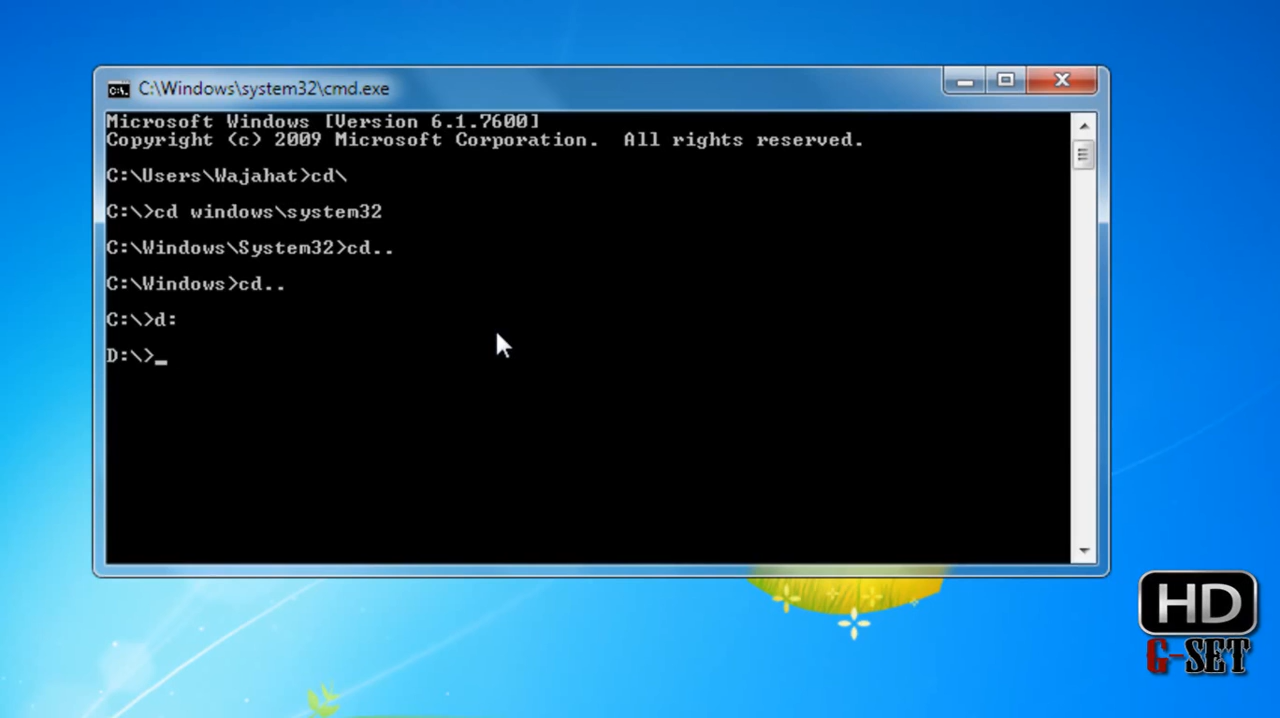 C:\Windows\system32\cmd.exe
Microsoft Windows [Version 6.1.7600]
Copyright (c) 2009 Microsoft Corporation.  All rights reserved.
C:\Users\Wajahat>cd\
C:\>cd windows\system32
C:\Windows\System32>cd..
C:\Windows>cd..
C:\>d:
D:\>_
HD
G-SET